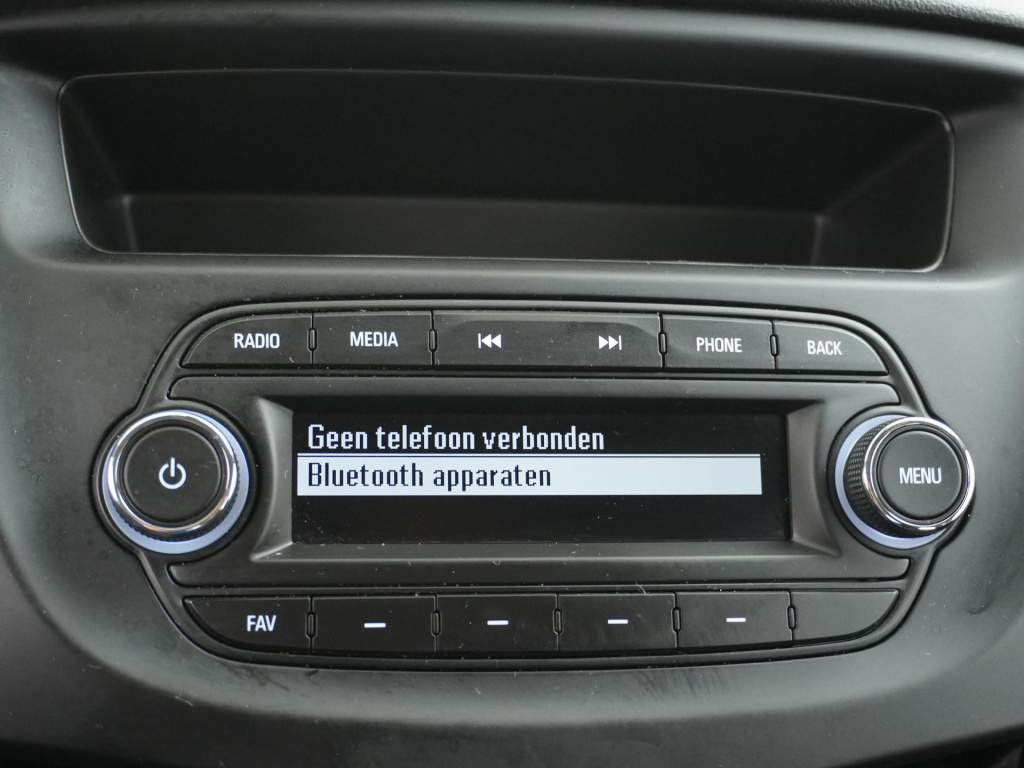 RADIO MEDIA PHONE BACK
Geen telefoon verbonden
Bluetooth apparaten
MENU
FAV